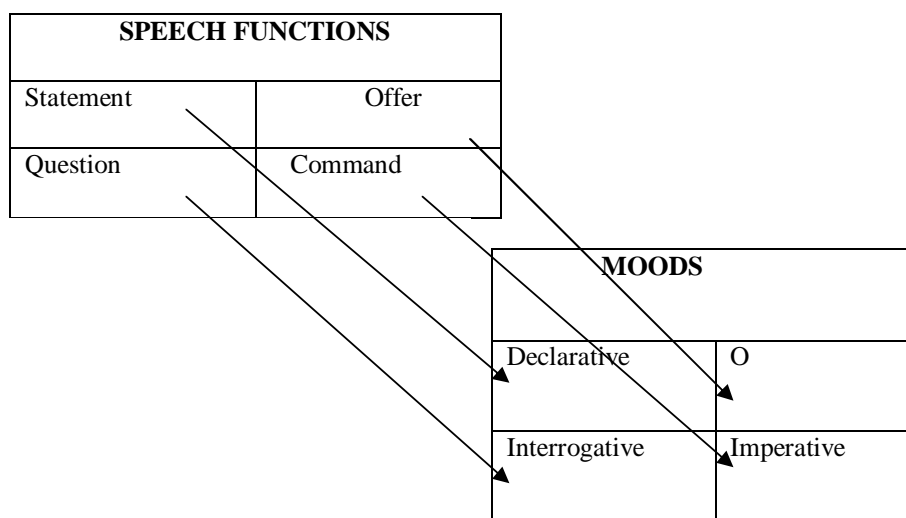 SPEECH FUNCTIONS
Statement Offer
Question Command
MOODS
Declarative O
Interrogative Imperative